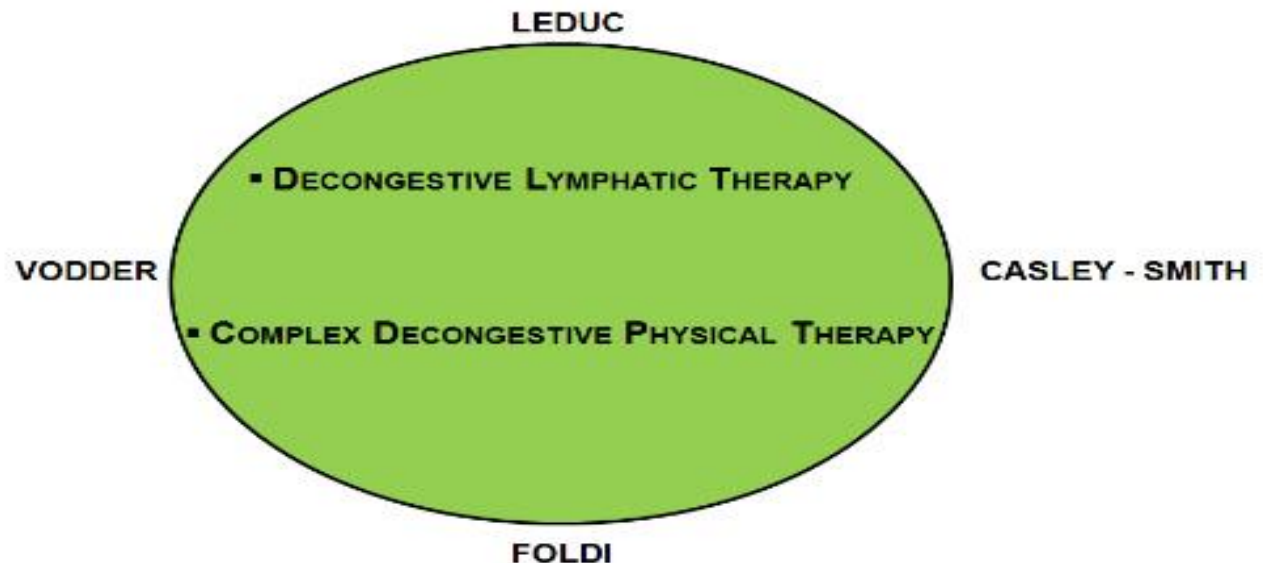 LEDUC
▪ DECONGESTIVE LYMPHATIC THERAPY
VODDER
CASLEY - SMITH
▪ COMPLEX DECONGESTIVE PHYSICAL THERAPY
FOLDI